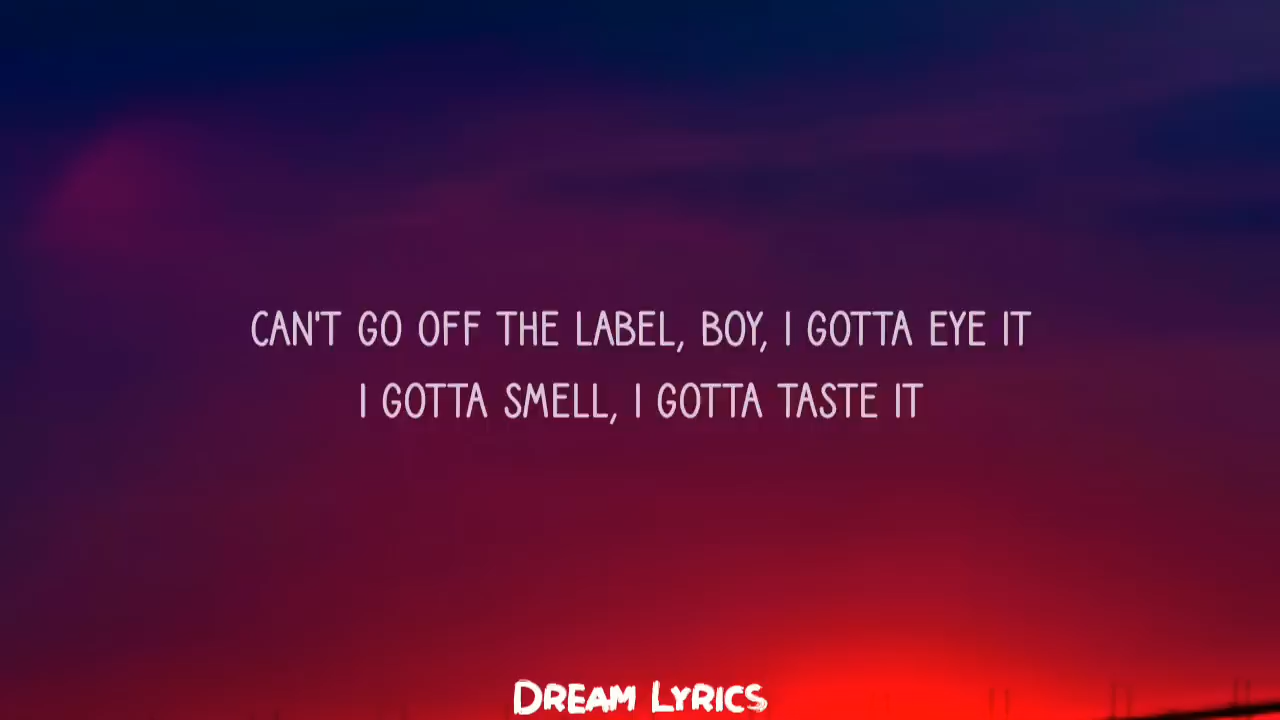 CAN'T GO OFF THE LABEL, BOY, I GOTTA EYE IT
I GOTTA SMELL, I GOTTA TASTE IT
DREAM LYRICS